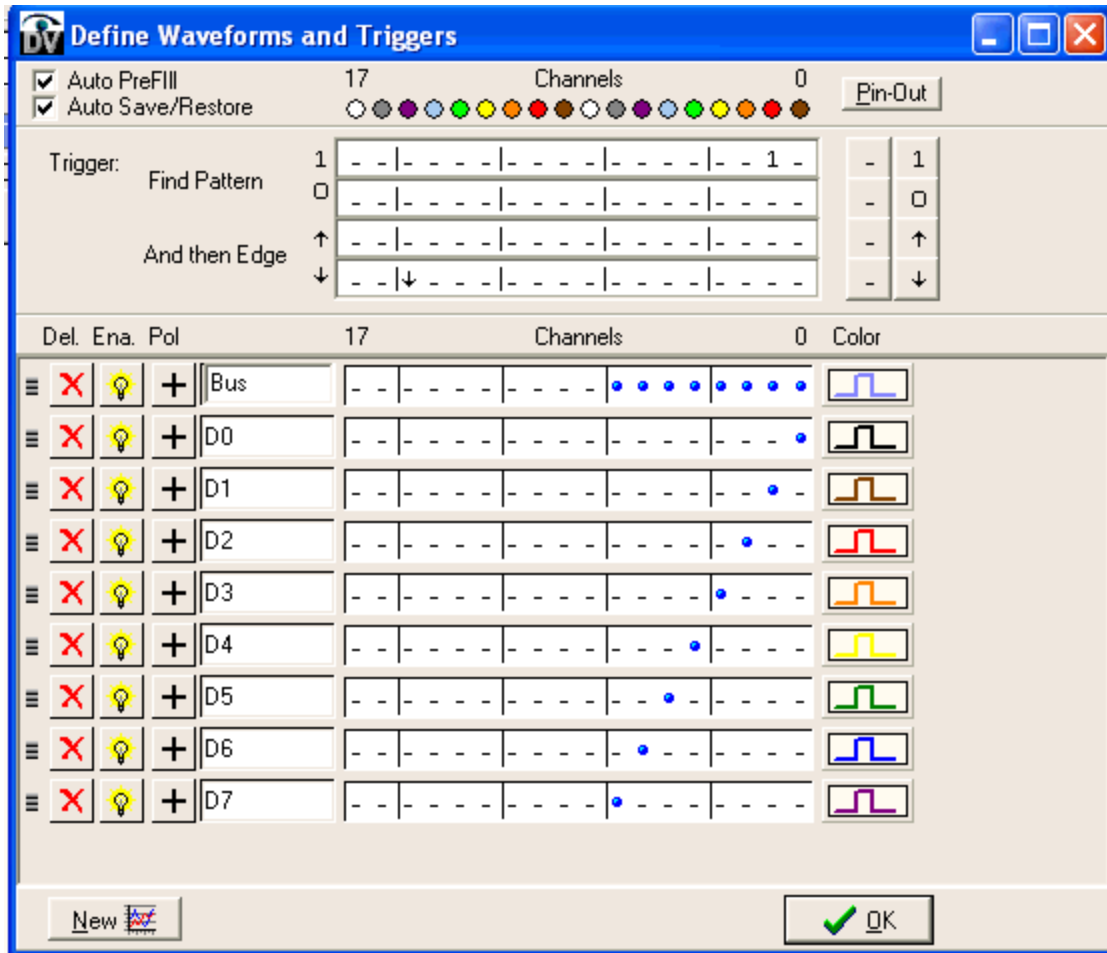 DV Define Waveforms and Triggers
Auto PreFIll 17 Channels 0 Pin-Out
Auto Save/Restore
Trigger: Find Pattern 1 - - | - - - - | - - - - | - - - - | - - 1 - - 1
0 - - | - - - - | - - - - | - - - - | - - - - - 0
And then Edge ↑ - - | - - - - | - - - - | - - - - | - - - - - ↑
↓ - - | ↓ - - - | - - - - | - - - - | - - - - - ↓
Del. Ena. Pol 17 Channels 0 Color
Bus
D0
D1
D2
D3
D4
D5
D6
D7
New OK